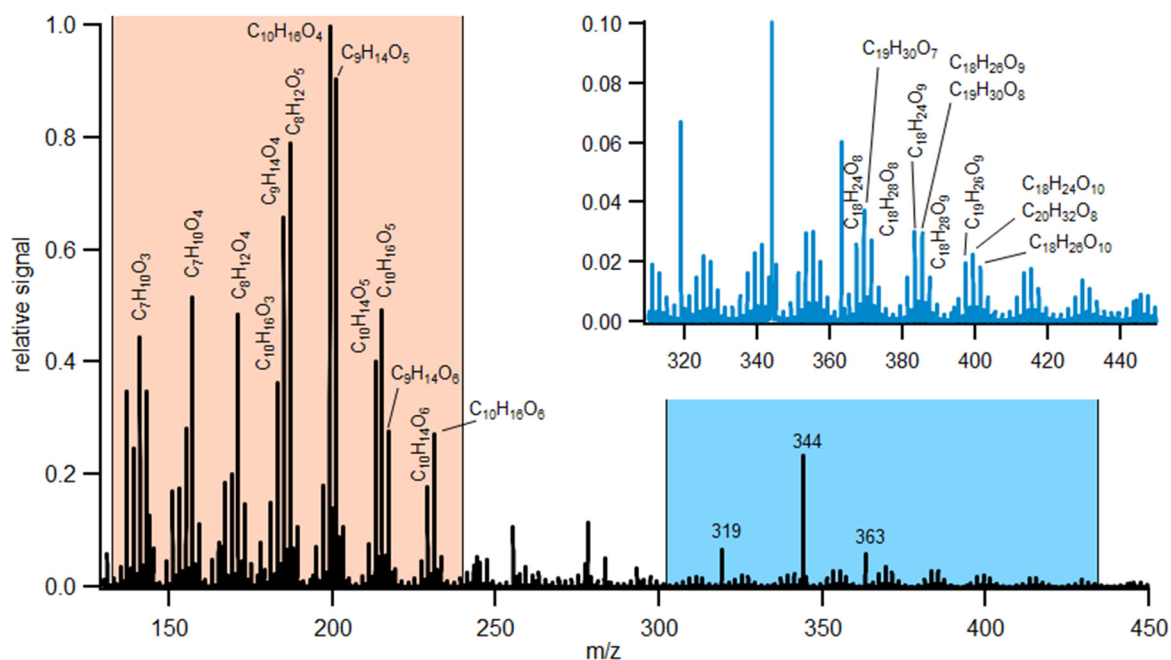 1.0
0.8
0.6
0.4
0.2
0.0
relative signal
150
200
250
300
350
400
450
m/z
C₇H₁₀O₃
C₇H₁₀O₄
C₈H₁₂O₄
C₁₀H₁₆O₃
C₉H₁₄O₄
C₈H₁₂O₅
C₁₀H₁₆O₄
C₉H₁₄O₅
C₁₀H₁₄O₅
C₁₀H₁₆O₅
C₉H₁₄O₆
C₁₀H₁₄O₆
C₁₀H₁₆O₆
319
344
363
0.10
0.08
0.06
0.04
0.02
0.00
320
340
360
380
400
420
440
C₁₈H₂₄O₈
C₁₉H₃₀O₇
C₁₈H₂₈O₈
C₁₈H₂₄O₉
C₁₈H₂₆O₉
C₁₉H₃₀O₈
C₁₈H₂₈O₉
C₁₉H₂₆O₉
C₁₈H₂₄O₁₀
C₂₀H₃₂O₈
C₁₈H₂₆O₁₀